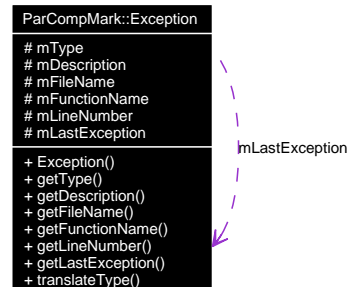 ParCompMark::Exception
# mType
# mDescription
# mFileName
# mFunctionName
# mLineNumber
# mLastException
+ Exception()
+ getType()
+ getDescription()
+ getFileName()
+ getFunctionName()
+ getLineNumber()
+ getLastException()
+ translateType()
mLastException